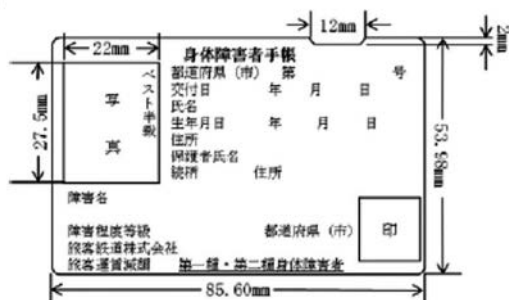 12mm
2mm
22mm
身体障害者手帳
都道府県(市) 第 号
交付日 年 月 日
氏名
生年月日 年 月 日
住所
保護者氏名
続柄 住所
写真
ベスト半截
27.5mm
53.98mm
障害名
障害程度等級
旅客鉄道株式会社
旅客運賃減額 第一種・第二種身体障害者
都道府県(市) 印
85.60mm